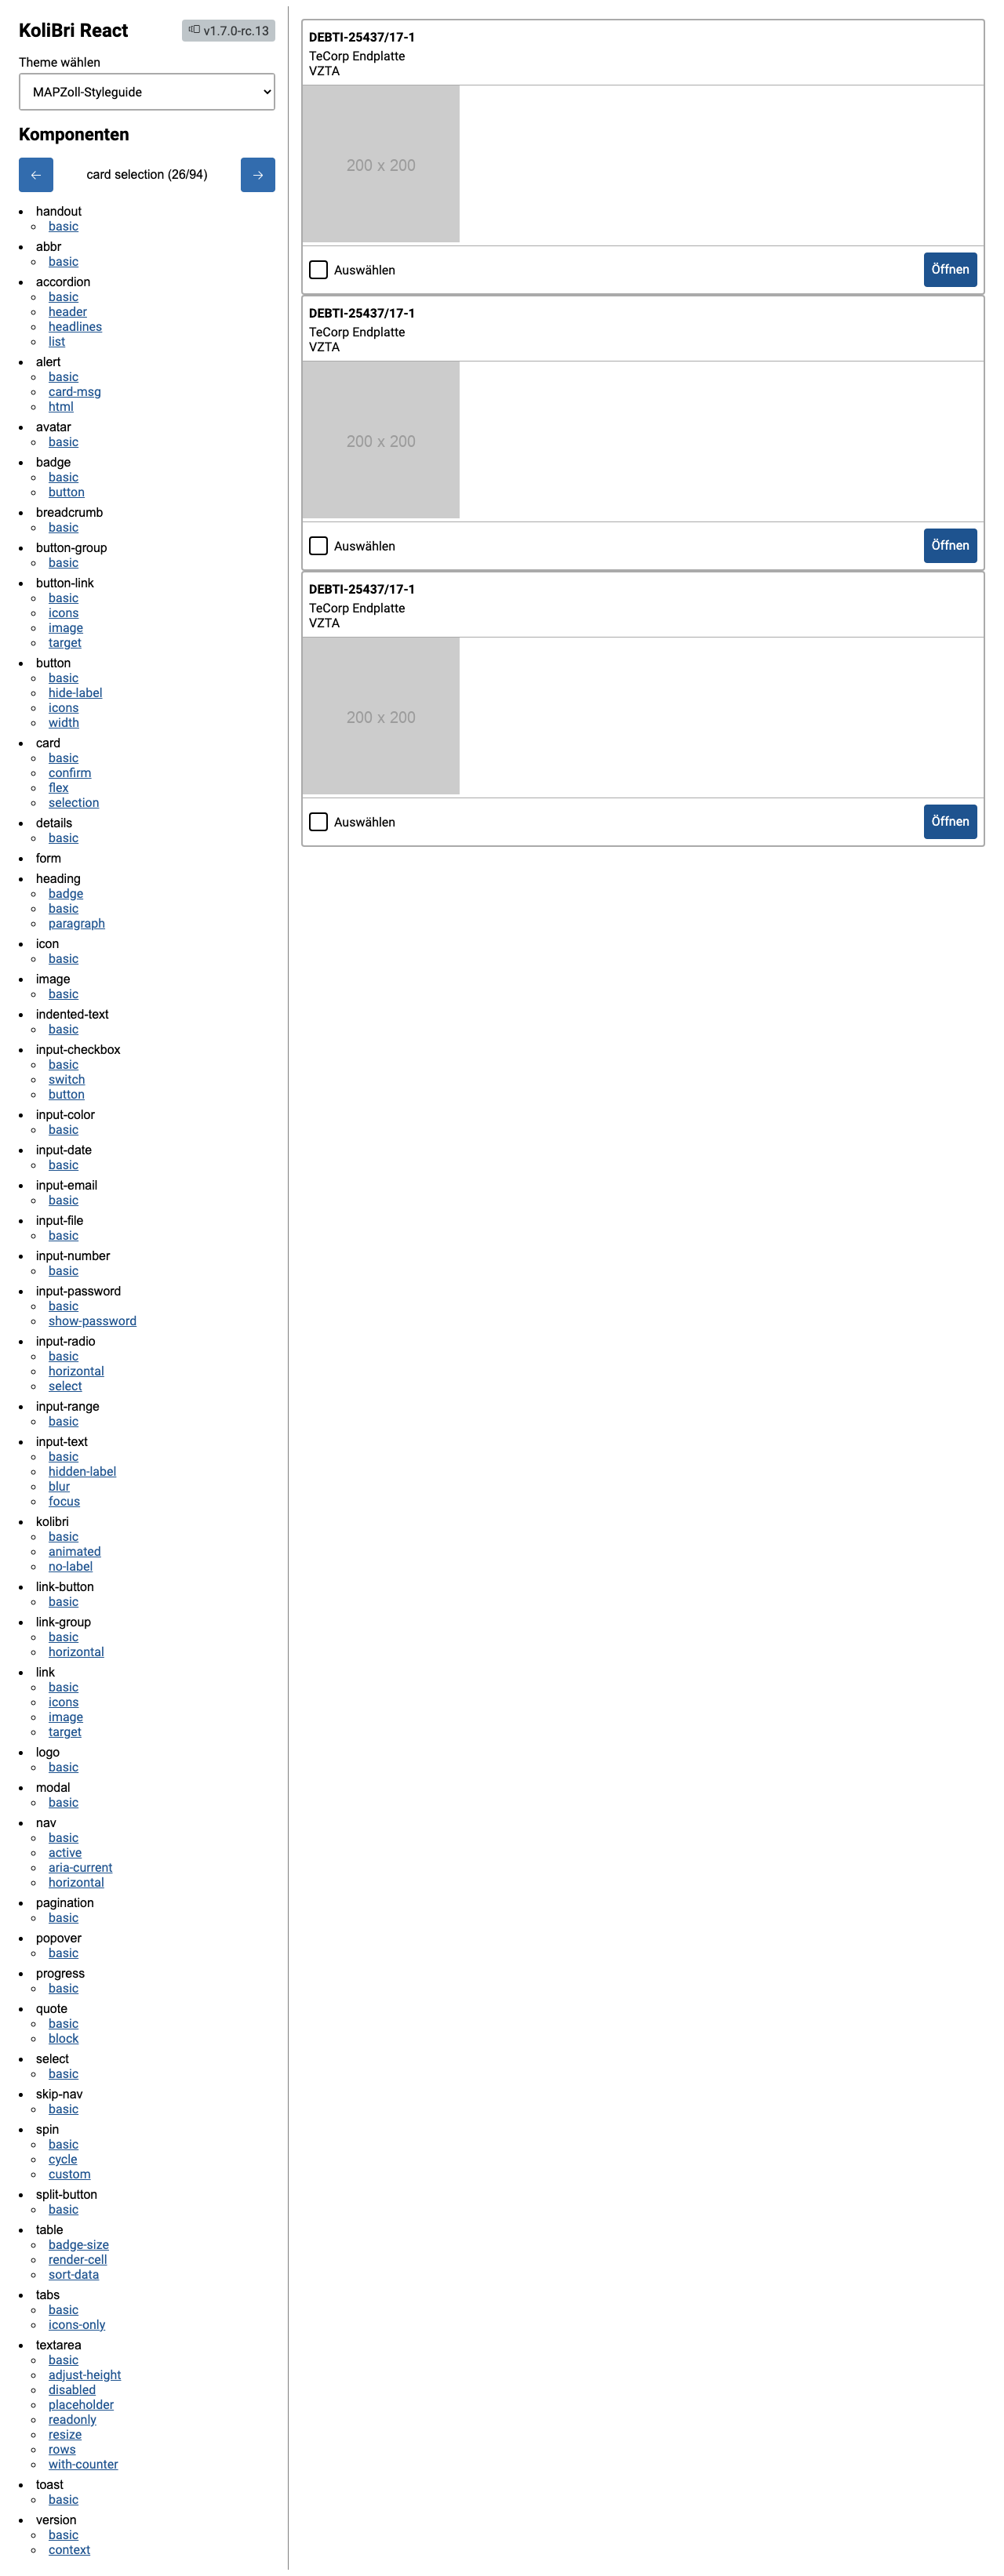 KoliBri React
v1.7.0-rc.13
Theme wählen
MAPZoll-Styleguide
Komponenten
←
card selection (26/94)
→
handout
basic
abbr
basic
accordion
basic
header
headlines
list
alert
basic
card-msg
html
avatar
basic
badge
basic
button
breadcrumb
basic
button-group
basic
button-link
basic
icons
image
target
button
basic
hide-label
icons
width
card
basic
confirm
flex
selection
details
basic
form
heading
badge
basic
paragraph
icon
basic
image
basic
indented-text
basic
input-checkbox
basic
switch
button
input-color
basic
input-date
basic
input-email
basic
input-file
basic
input-number
basic
input-password
basic
show-password
input-radio
basic
horizontal
select
input-range
basic
input-text
basic
hidden-label
blur
focus
kolibri
basic
animated
no-label
link-button
basic
link-group
basic
horizontal
link
basic
icons
image
target
logo
basic
modal
basic
nav
basic
active
aria-current
horizontal
pagination
basic
popover
basic
progress
basic
quote
basic
block
select
basic
skip-nav
basic
spin
basic
cycle
custom
split-button
basic
table
badge-size
render-cell
sort-data
tabs
basic
icons-only
textarea
basic
adjust-height
disabled
placeholder
readonly
resize
rows
with-counter
toast
basic
version
basic
context
DEBTI-25437/17-1
TeCorp Endplatte
VZTA
200 x 200
Auswählen
Öffnen
DEBTI-25437/17-1
TeCorp Endplatte
VZTA
200 x 200
Auswählen
Öffnen
DEBTI-25437/17-1
TeCorp Endplatte
VZTA
200 x 200
Auswählen
Öffnen